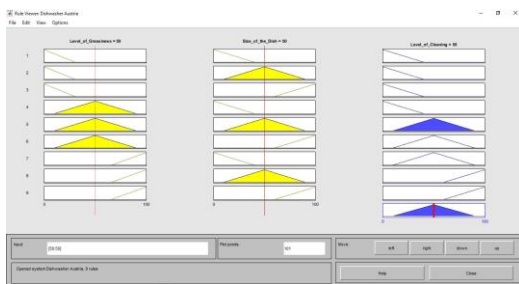 Rule Viewer: Dishwasher Austria
File Edit View Options
Level_of_Greasiness = 50
Size_of_the_Dish = 50
Level_of_Cleaning = 50
1
2
3
4
5
6
7
8
9
0 100
0 100
0 100
Input:
[50;50]
Plot points:
101
Move:
left
right
down
up
Opened system Dishwasher Austria, 9 rules
Help
Close